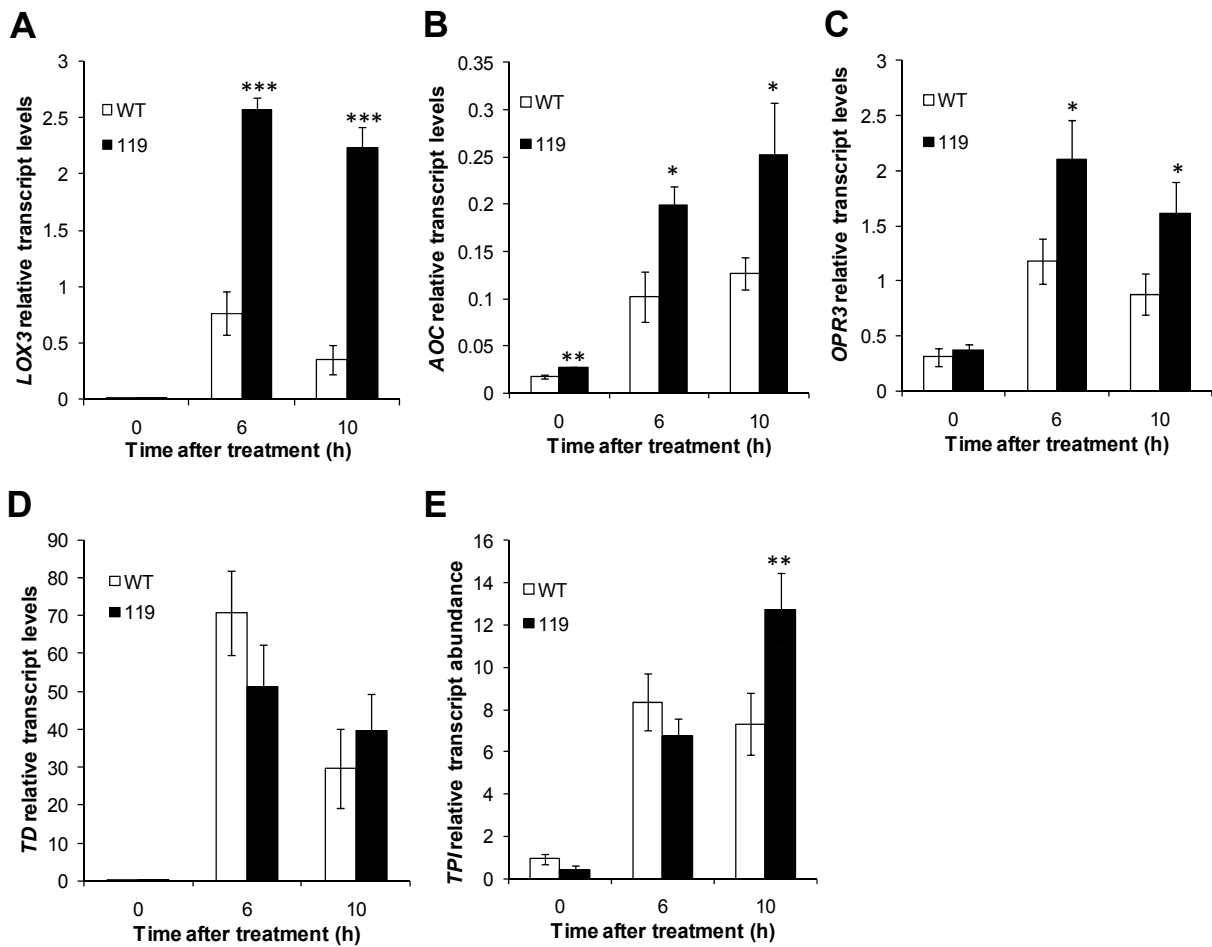 A
LOX3 relative transcript levels
3
2.5
2
1.5
1
0.5
0
WT
119
***
***
0 6 10
Time after treatment (h)
B
AOC relative transcript levels
0.35
0.3
0.25
0.2
0.15
0.1
0.05
0
WT
119
**
*
*
0 6 10
Time after treatment (h)
C
OPR3 relative transcript levels
3
2.5
2
1.5
1
0.5
0
WT
119
*
*
0 6 10
Time after treatment (h)
D
TD relative transcript levels
90
80
70
60
50
40
30
20
10
0
WT
119
0 6 10
Time after treatment (h)
E
TPI relative transcript abundance
16
14
12
10
8
6
4
2
0
WT
119
**
0 6 10
Time after treatment (h)